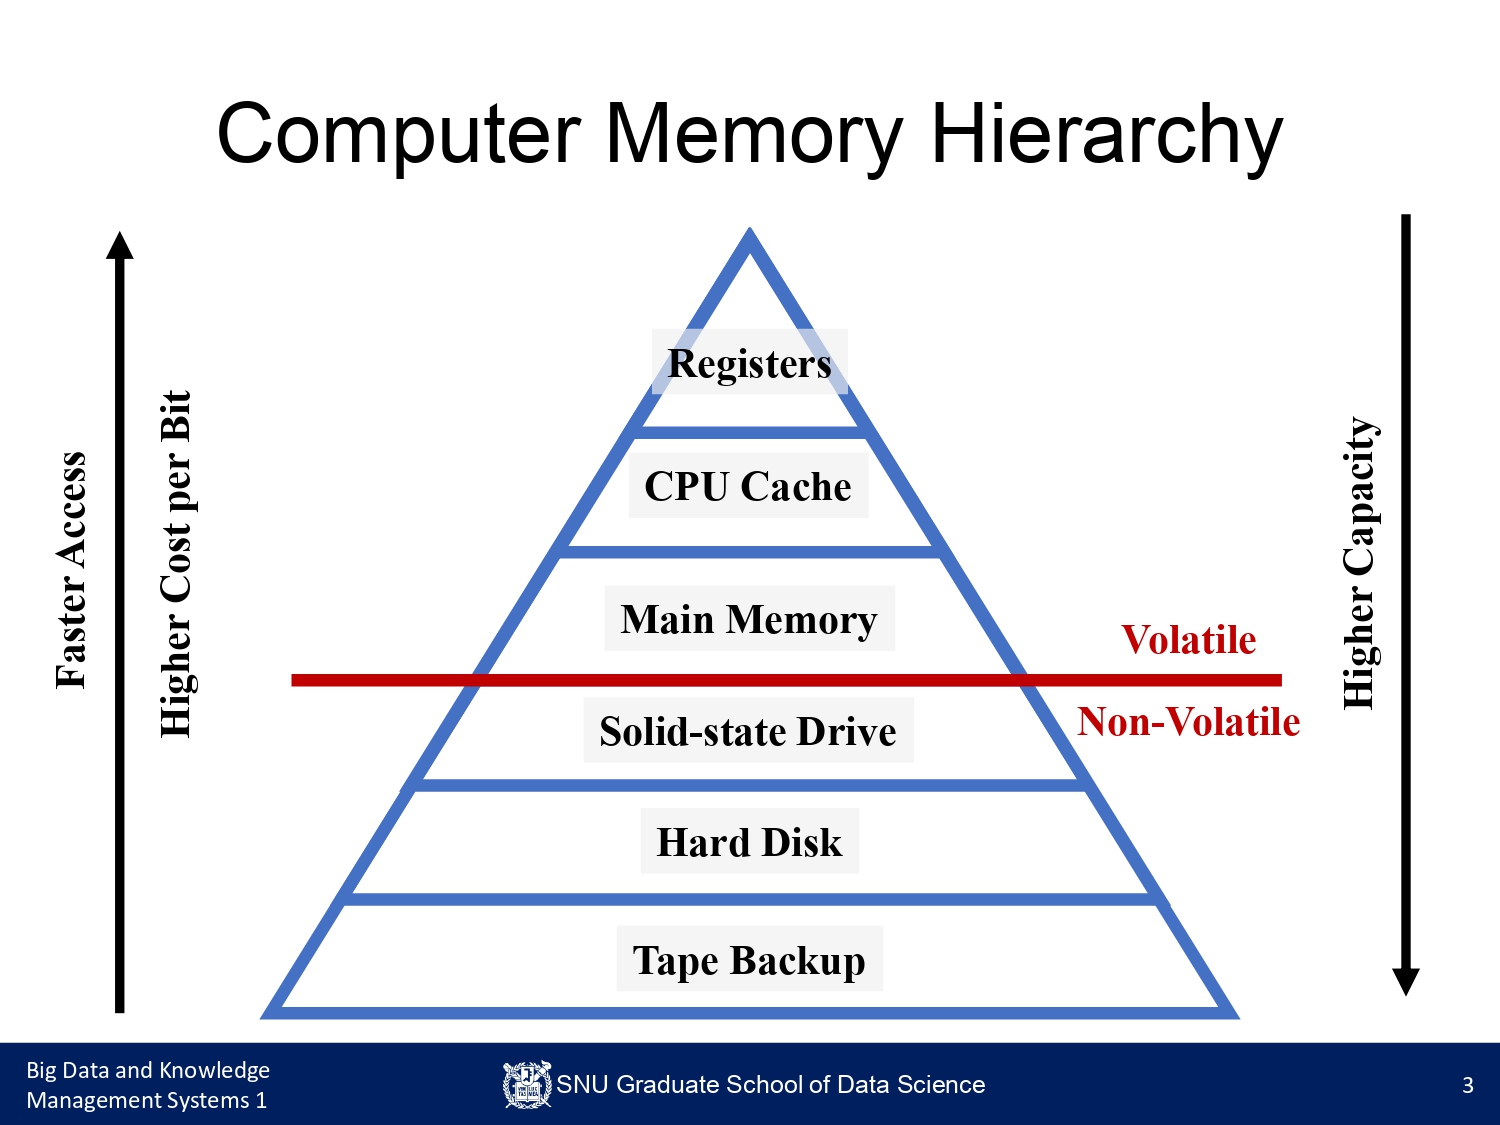 Computer Memory Hierarchy
Faster Access
Higher Cost per Bit
Registers
CPU Cache
Main Memory
Volatile
Non-Volatile
Solid-state Drive
Hard Disk
Tape Backup
Higher Capacity
Big Data and Knowledge
Management Systems 1
SNU Graduate School of Data Science
3